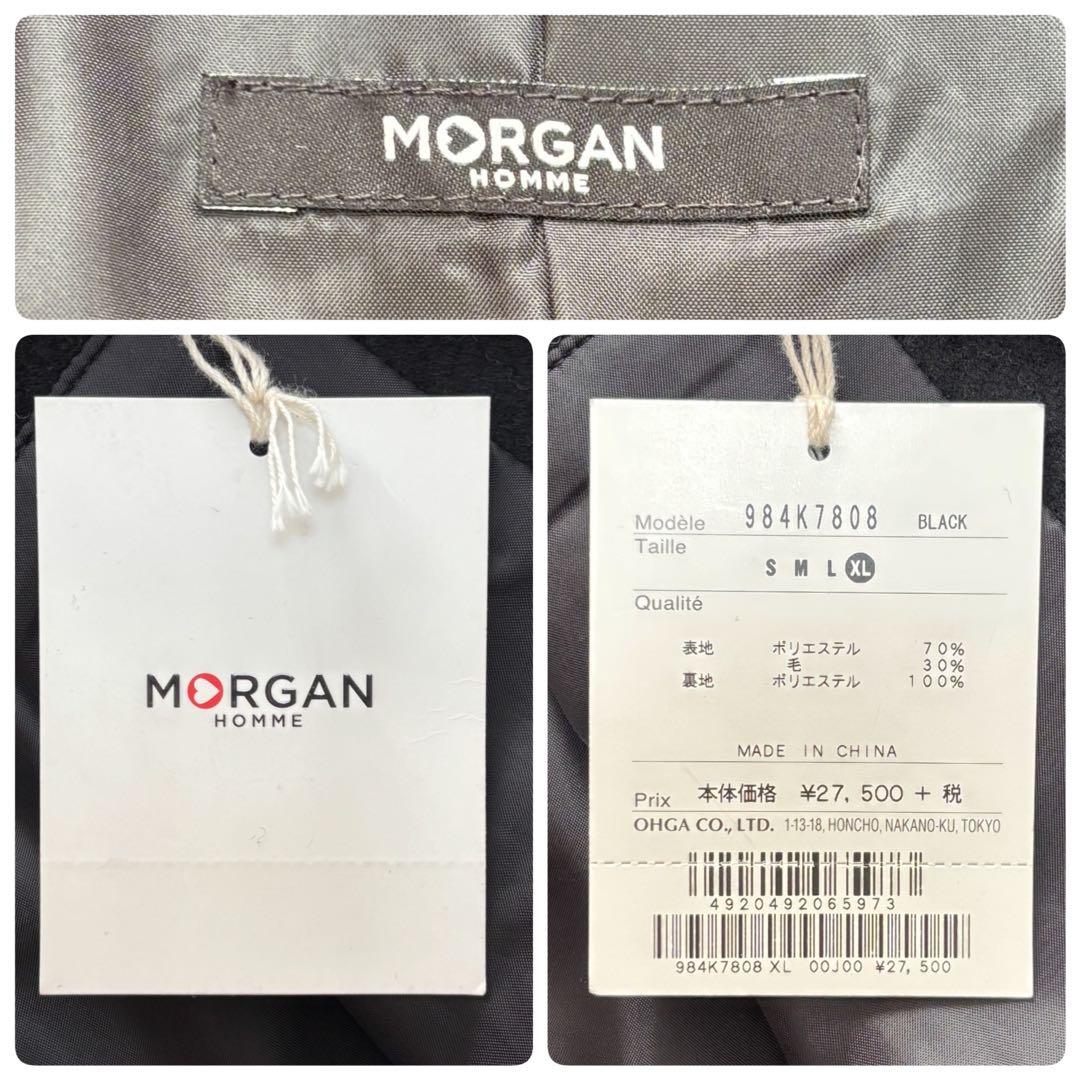 MORGAN
HOMME
MORGAN
HOMME
Modèle 984K7808 BLACK
Taille
S M L XL
Qualité
表地 ポリエステル 70%
毛 30%
裏地 ポリエステル 100%
MADE IN CHINA
Prix 本体価格 ¥27,500 + 税
OHGA CO., LTD. 1-13-18, HONCHO, NAKANO-KU, TOKYO
4920492065973
984K7808 XL 00J00 ¥27,500